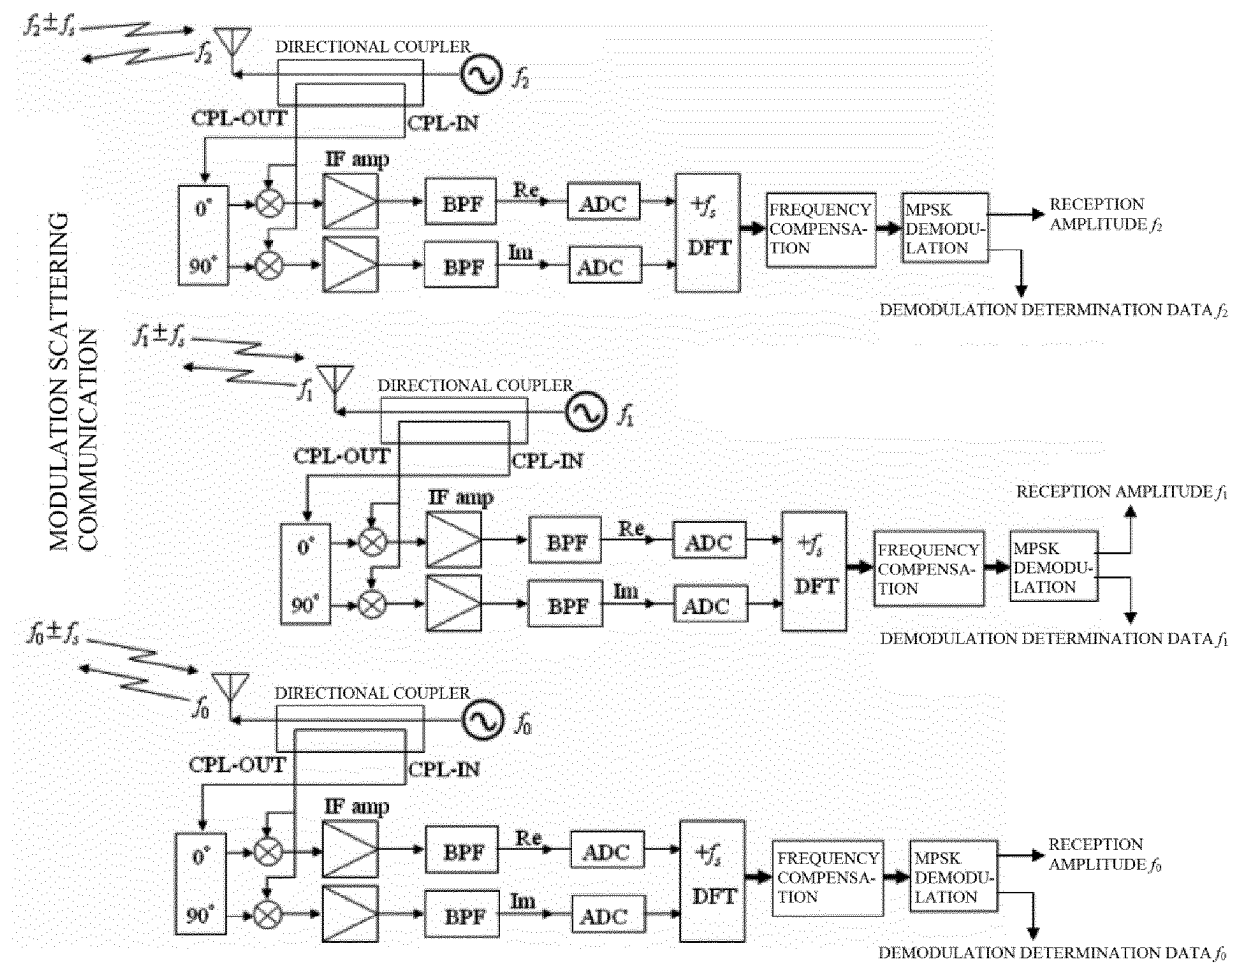 MODULATION SCATTERING
COMMUNICATION
f2±fs
f2
DIRECTIONAL COUPLER
f2
CPL-OUT
CPL-IN
IF amp
0°
90°
BPF
BPF
Re
Im
ADC
ADC
+fs
DFT
FREQUENCY
COMPENSA-
TION
MPSK
DEMODU-
LATION
RECEPTION
AMPLITUDE f2
DEMODULATION DETERMINATION DATA f2
f1±fs
f1
DIRECTIONAL COUPLER
f1
CPL-OUT
CPL-IN
IF amp
0°
90°
BPF
BPF
Re
Im
ADC
ADC
+fs
DFT
FREQUENCY
COMPENSA-
TION
MPSK
DEMODU-
LATION
RECEPTION AMPLITUDE f1
DEMODULATION DETERMINATION DATA f1
f0±fs
f0
DIRECTIONAL COUPLER
f0
CPL-OUT
CPL-IN
IF amp
0°
90°
BPF
BPF
Re
Im
ADC
ADC
+fs
DFT
FREQUENCY
COMPENSA-
TION
MPSK
DEMODU-
LATION
RECEPTION
AMPLITUDE f0
DEMODULATION DETERMINATION DATA f0